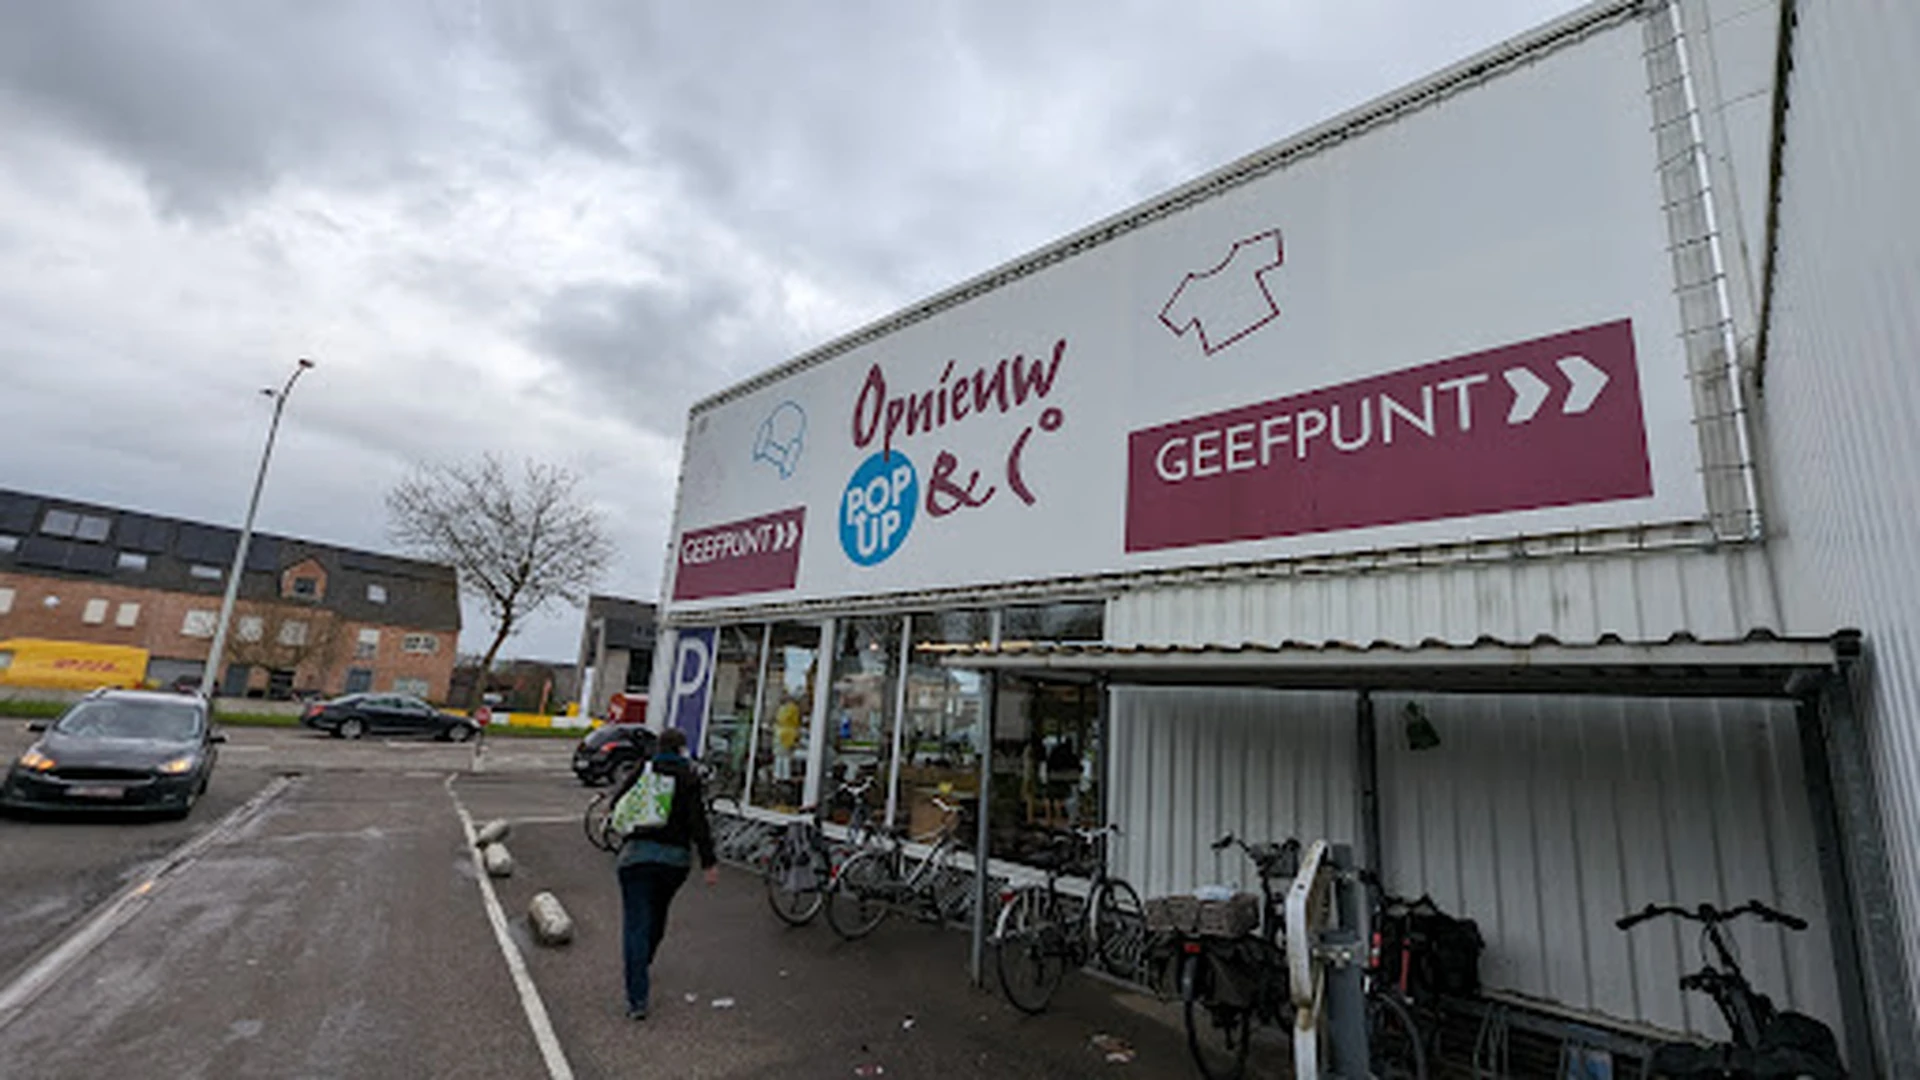 Opnieuw
POP
UP
& C°
GEEFPUNT
GEEFPUNT
P